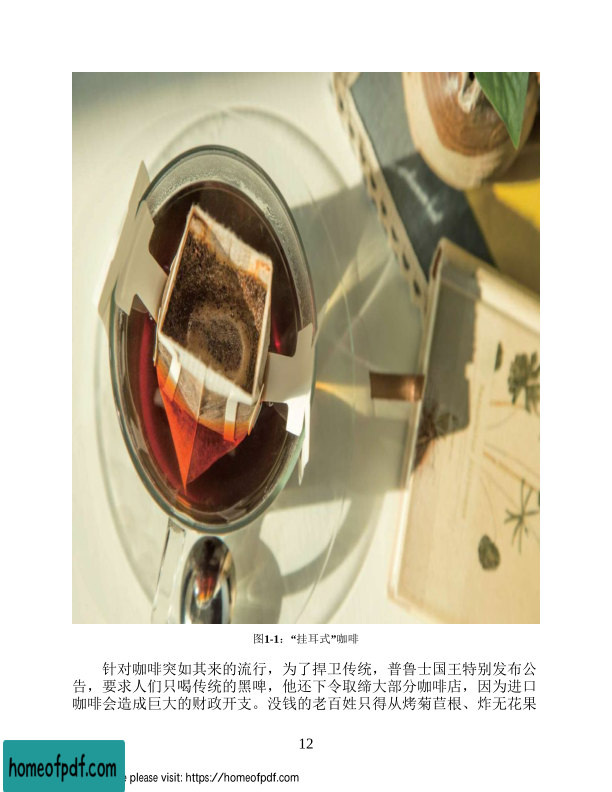 图1-1：“挂耳式”咖啡
针对咖啡突如其来的流行，为了捍卫传统，普鲁士国王特别发布公
告，要求人们只喝传统的黑啤，他还下令取缔大部分咖啡店，因为进口
咖啡会造成巨大的财政开支。没钱的老百姓只得从烤菊苣根、炸无花果
12
homeofpdf.com
e please visit: https://homeofpdf.com